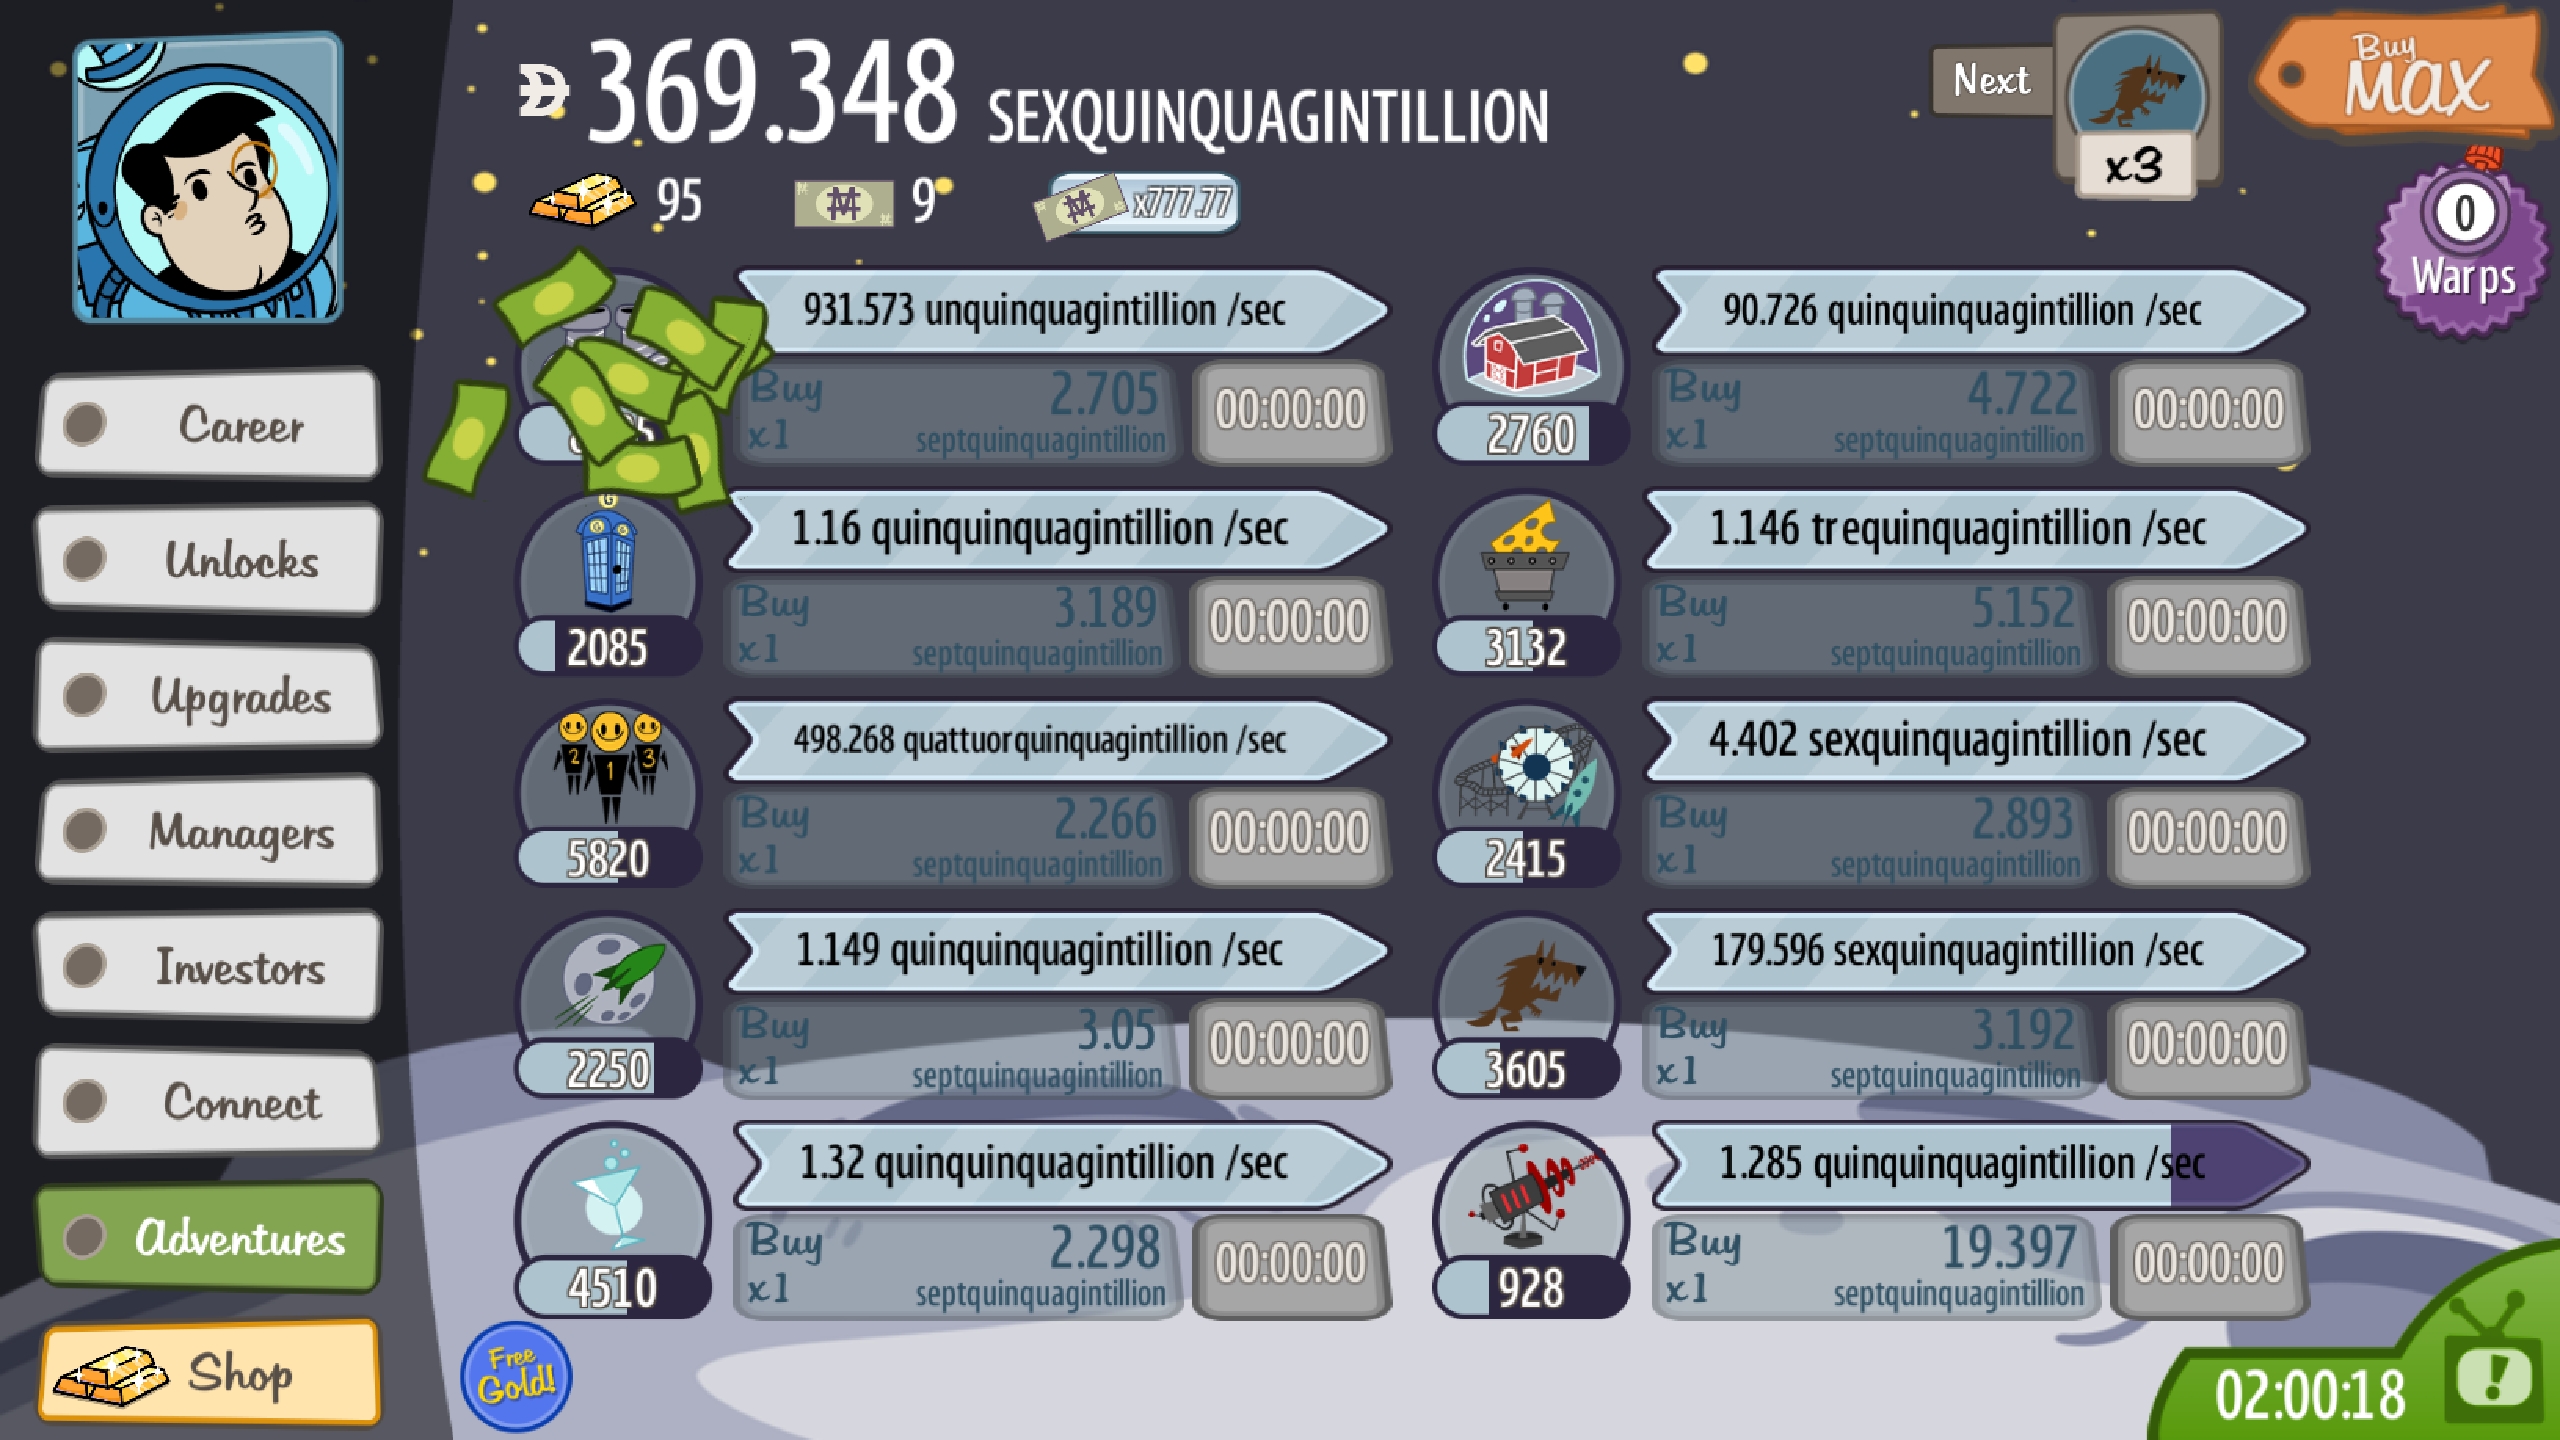 369.348 SEXQUINQUAGINTILLION
Next
x3
Buy
MAX
95
9
x777.77
0
Warps
Career
Unlocks
Upgrades
Managers
Investors
Connect
Adventures
Shop
931.573 unquinquagintillion /sec
Buy 2.705
x1 septquinquagintillion
00:00:00
90.726 quinquinquagintillion /sec
2760
Buy 4.722
x1 septquinquagintillion
00:00:00
1.16 quinquinquagintillion /sec
2085
Buy 3.189
x1 septquinquagintillion
00:00:00
1.146 trequinquagintillion /sec
3132
Buy 5.152
x1 septquinquagintillion
00:00:00
498.268 quattuorquinquagintillion /sec
2 1 3
5820
Buy 2.266
x1 septquinquagintillion
00:00:00
4.402 sexquinquagintillion /sec
2415
Buy 2.893
x1 septquinquagintillion
00:00:00
1.149 quinquinquagintillion /sec
2250
Buy 3.05
x1 septquinquagintillion
00:00:00
179.596 sexquinquagintillion /sec
3605
Buy 3.192
x1 septquinquagintillion
00:00:00
1.32 quinquinquagintillion /sec
4510
Buy 2.298
x1 septquinquagintillion
00:00:00
1.285 quinquinquagintillion /sec
928
Buy 19.397
x1 septquinquagintillion
00:00:00
Free
Gold!
02:00:18
!